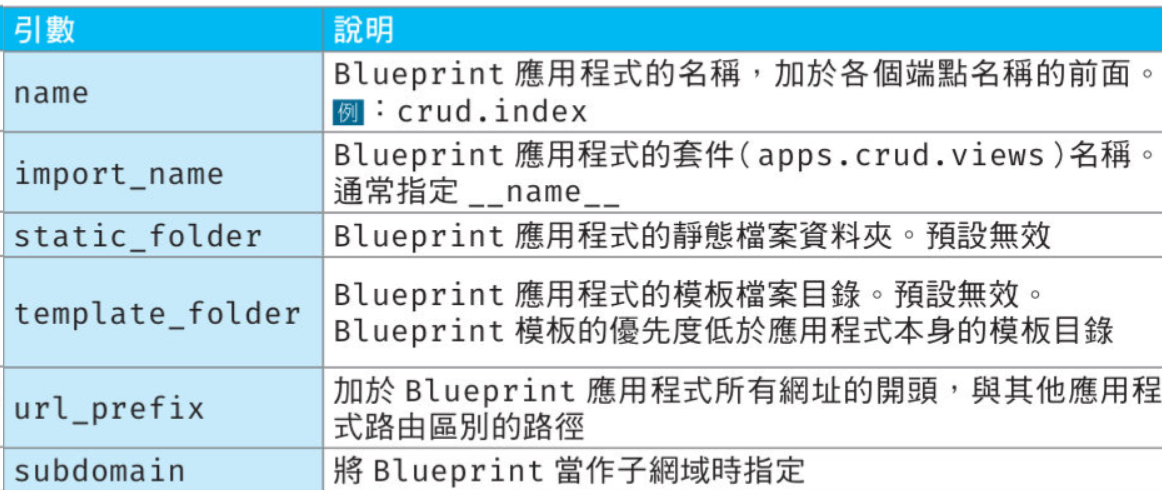 引數 說明
name
Blueprint 應用程式的名稱，加於各個端點名稱的前面。
例：crud.index
import_name
Blueprint 應用程式的套件(apps.crud.views)名稱。
通常指定 __name__
static_folder
Blueprint 應用程式的靜態檔案資料夾。預設無效
template_folder
Blueprint 應用程式的模板檔案目錄。預設無效。
Blueprint 模板的優先度低於應用程式本身的模板目錄
url_prefix
加於 Blueprint 應用程式所有網址的開頭，與其他應用程
式路由區別的路徑
subdomain
將 Blueprint 當作子網域時指定